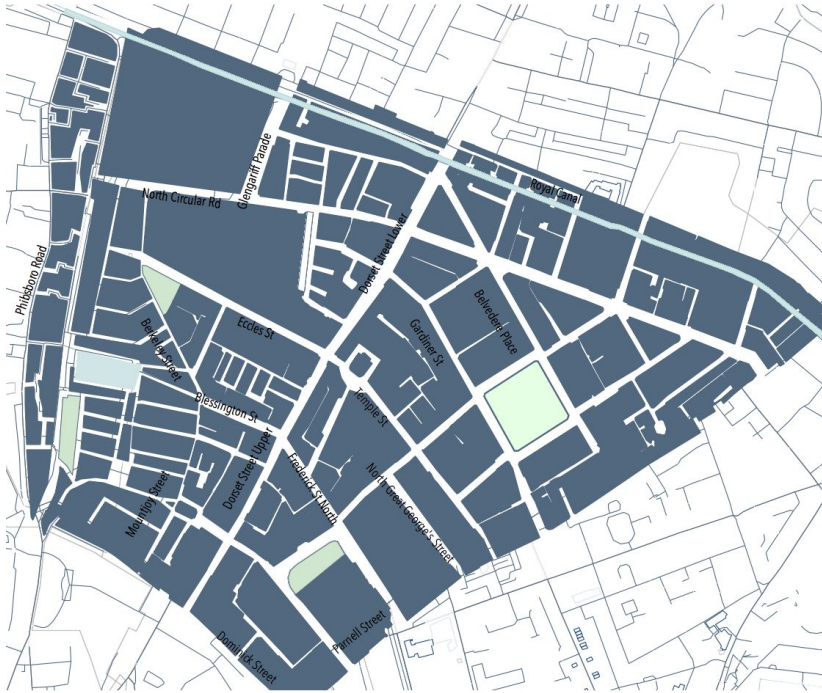 Royal Canal
North Circular Rd
Glengariff Parade
Phibsboro Road
Dorset Street Lower
Belvedere Place
Gardiner St
Eccles St
Berkeley Street
Blessington St
Temple St
Dorset Street Upper
Frederick St North
North Great George's Street
Mountjoy Street
Parnell Street
Dominick Street